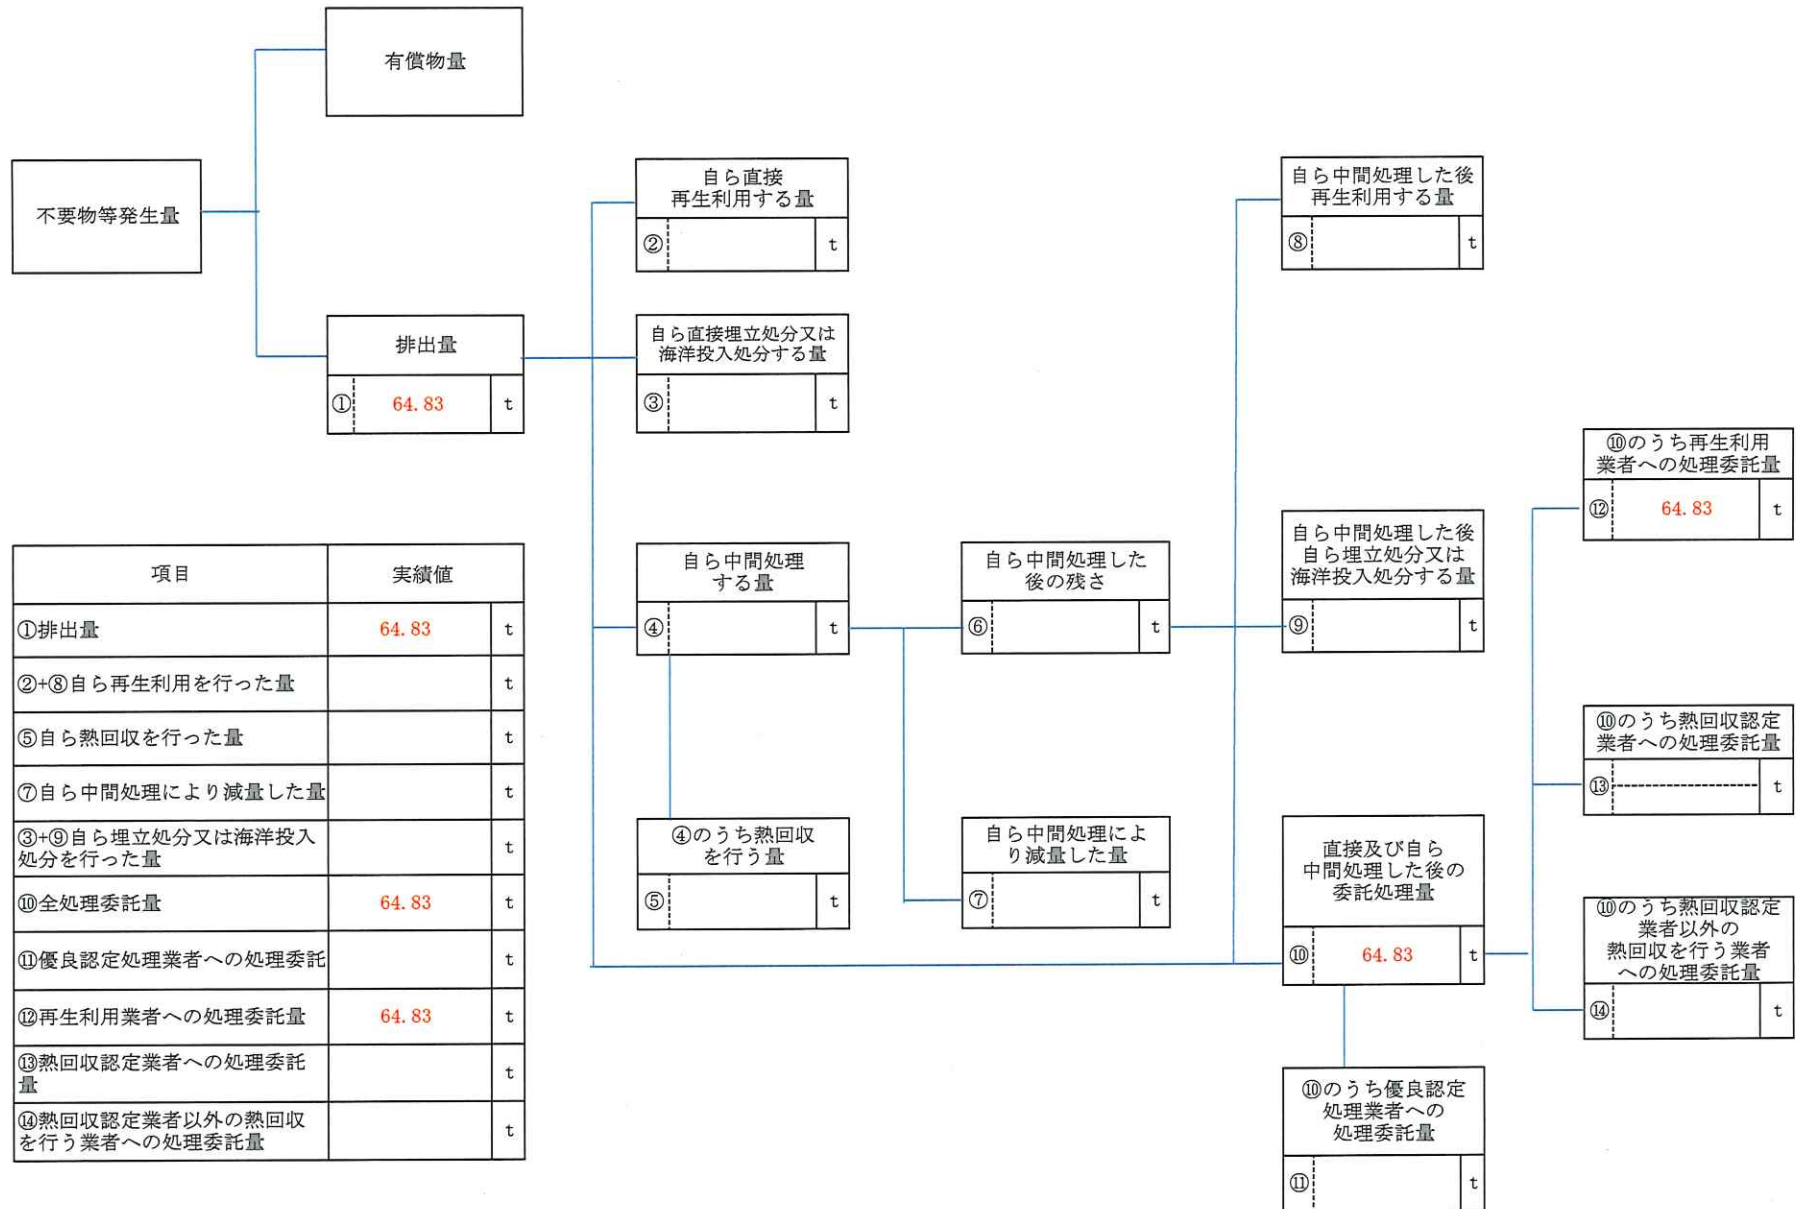 有償物量
不要物等発生量
排出量
① 64.83 t
自ら直接
再生利用する量
② t
自ら直接埋立処分又は
海洋投入処分する量
③ t
自ら中間処理
する量
④ t
④のうち熱回収
を行う量
⑤ t
自ら中間処理した
後の残さ
⑥ t
自ら中間処理によ
り減量した量
⑦ t
自ら中間処理した後
再生利用する量
⑧ t
自ら中間処理した後
自ら埋立処分又は
海洋投入処分する量
⑨ t
直接及び自ら
中間処理した後の
委託処理量
⑩ 64.83 t
⑩のうち優良認定
処理業者への
処理委託量
⑪ t
⑩のうち再生利用
業者への処理委託量
⑫ 64.83 t
⑩のうち熱回収認定
業者への処理委託量
⑬ t
⑩のうち熱回収認定
業者以外の
熱回収を行う業者
への処理委託量
⑭ t
項目 実績値
①排出量 64.83 t
②+⑧自ら再生利用を行った量 t
⑤自ら熱回収を行った量 t
⑦自ら中間処理により減量した量 t
③+⑨自ら埋立処分又は海洋投入
処分を行った量 t
⑩全処理委託量 64.83 t
⑪優良認定処理業者への処理委託 t
⑫再生利用業者への処理委託量 64.83 t
⑬熱回収認定業者への処理委託
量 t
⑭熱回収認定業者以外の熱回収
を行う業者への処理委託量 t